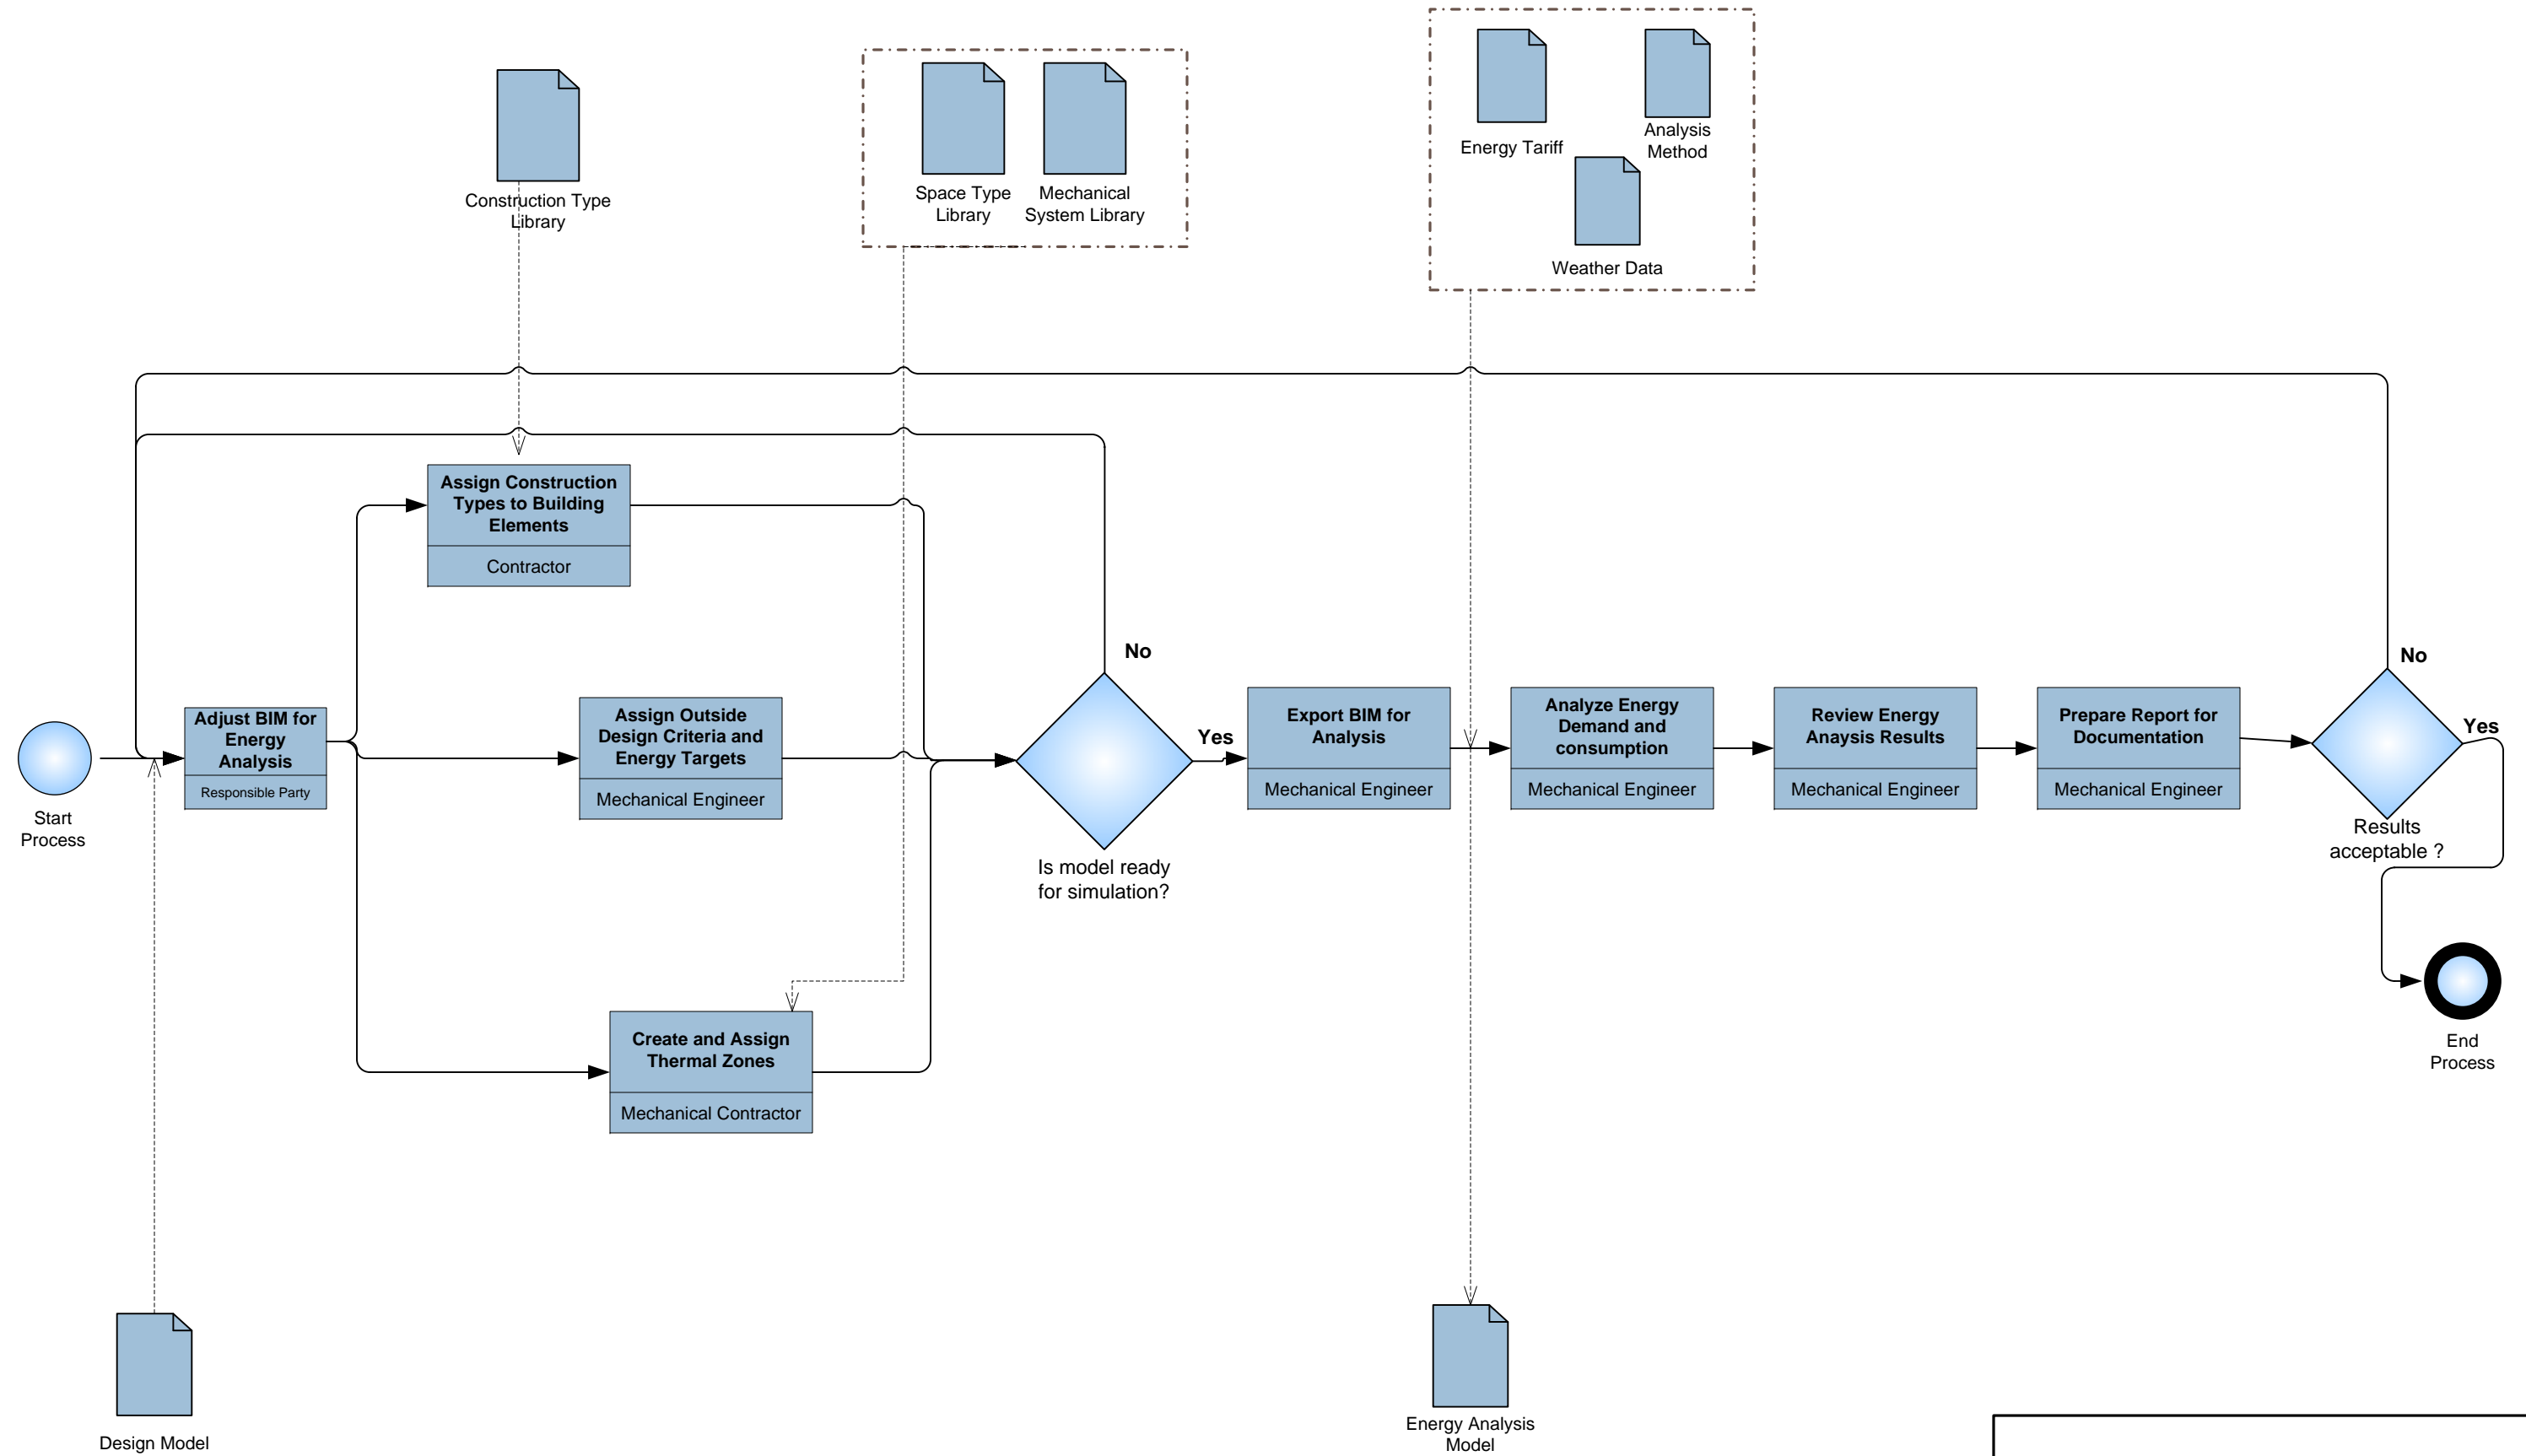 Energy Tariff
Analysis
Method
Weather Data
Construction Type
Library
Space Type
Library
Mechanical
System Library
Assign Construction
Types to Building
Elements
Contractor
No
No
Yes
Yes
Adjust BIM for
Energy
Analysis
Responsible Party
Assign Outside
Design Criteria and
Energy Targets
Mechanical Engineer
Export BIM for
Analysis
Mechanical Engineer
Analyze Energy
Demand and
consumption
Mechanical Engineer
Review Energy
Anaysis Results
Mechanical Engineer
Prepare Report for
Documentation
Mechanical Engineer
Start
Process
Is model ready
for simulation?
Results
acceptable ?
Create and Assign
Thermal Zones
Mechanical Contractor
End
Process
Design Model
Energy Analysis
Model